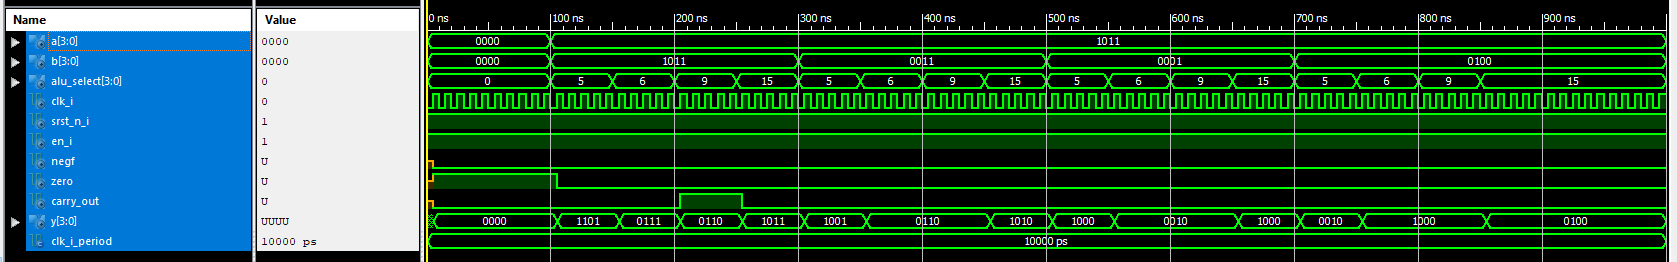 Name Value 0 ns 100 ns 200 ns 300 ns 400 ns 500 ns 600 ns 700 ns 800 ns 900 ns
a[3:0] 0000 0000 1011
b[3:0] 0000 0000 1011 0011 0001 0100
alu_select[3:0] 0 0 5 6 9 15 5 6 9 15 5 6 9 15 5 6 9 15
clk_i 0
srst_n_i 1
en_i 1
negf U
zero U
carry_out U
y[3:0] UUUU 0000 1101 0111 0110 1011 1001 0110 1010 1000 0010 1000 0010 1000 0100
clk_i_period 10000 ps 10000 ps